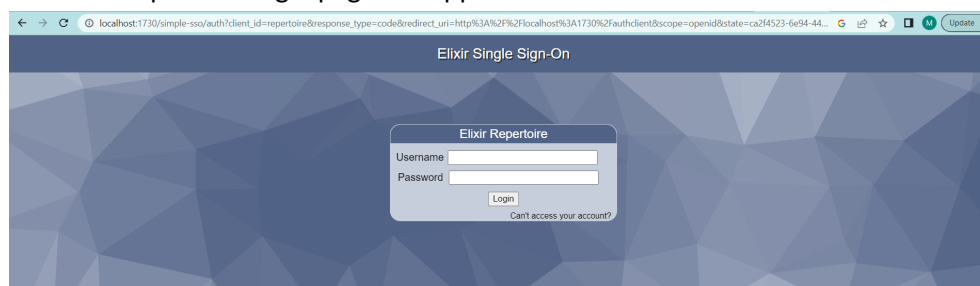 localhost:1730/simple-sso/auth?client_id=repertoire&response_type=code&redirect_uri=http%3A%2F%2Flocalhost%3A1730%2Fauthclient&scope=openid&state=ca2f4523-6e94-44...
M
Update
Elixir Single Sign-On
Elixir Repertoire
Username
Password
Login
Can't access your account?